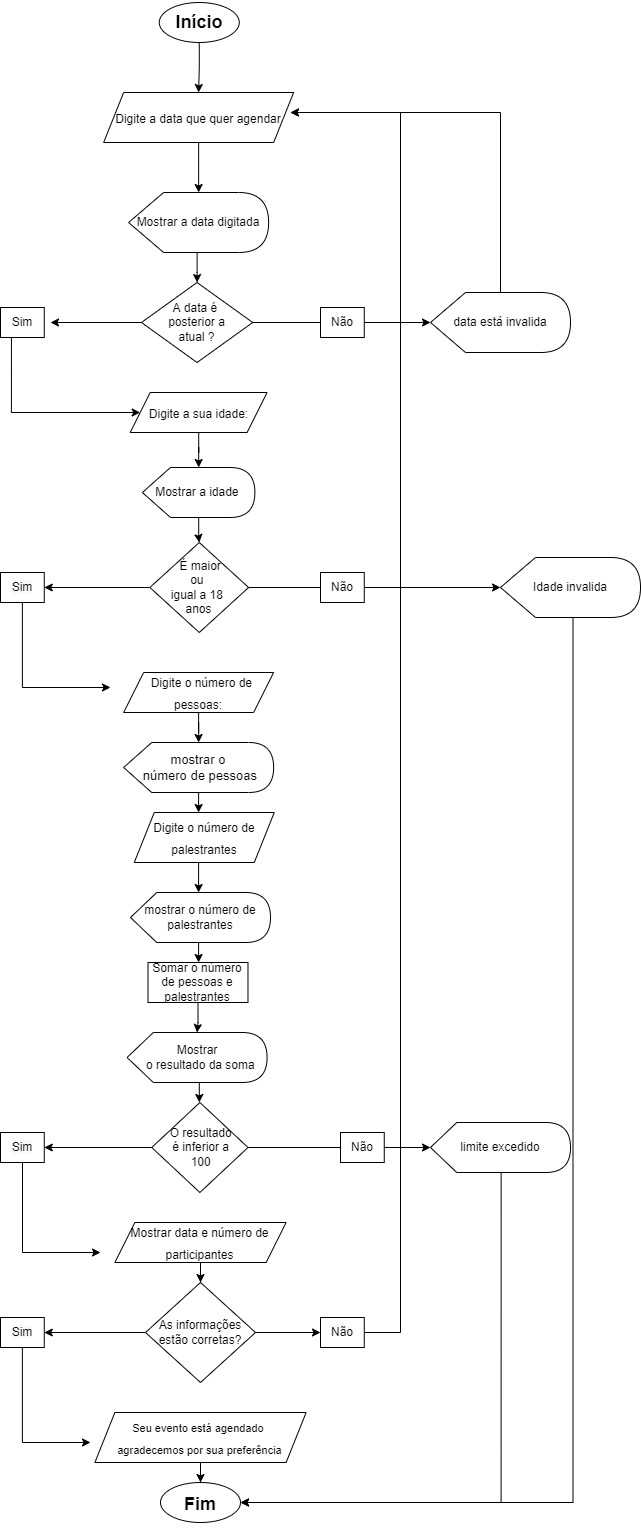 Início
Digite a data que quer agendar
Mostrar a data digitada
A data é
posterior a
atual ?
Sim
Não
data está invalida
Digite a sua idade:
Mostrar a idade
É maior
ou
igual a 18
anos
Sim
Não
Idade invalida
Digite o número de
pessoas:
mostrar o
número de pessoas
Digite o número de
palestrantes
mostrar o número de
palestrantes
Somar o número
de pessoas e
palestrantes
Mostrar
o resultado da soma
O resultado
é inferior a
100
Sim
Não
limite excedido
Mostrar data e número de
participantes
As informações
estão corretas?
Sim
Não
Seu evento está agendado
agradecemos por sua preferência
Fim